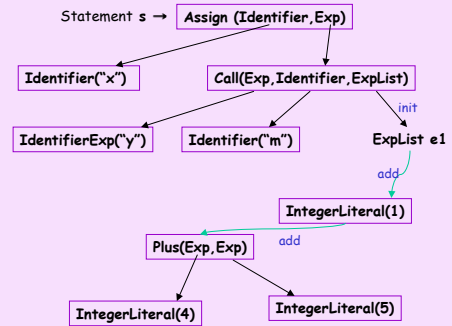 Statement s → Assign (Identifier,Exp)
Identifier(“x”)
Call(Exp,Identifier,ExpList)
init
IdentifierExp(“y”)
Identifier(“m”)
ExpList e1
add
IntegerLiteral(1)
add
Plus(Exp,Exp)
IntegerLiteral(4)
IntegerLiteral(5)